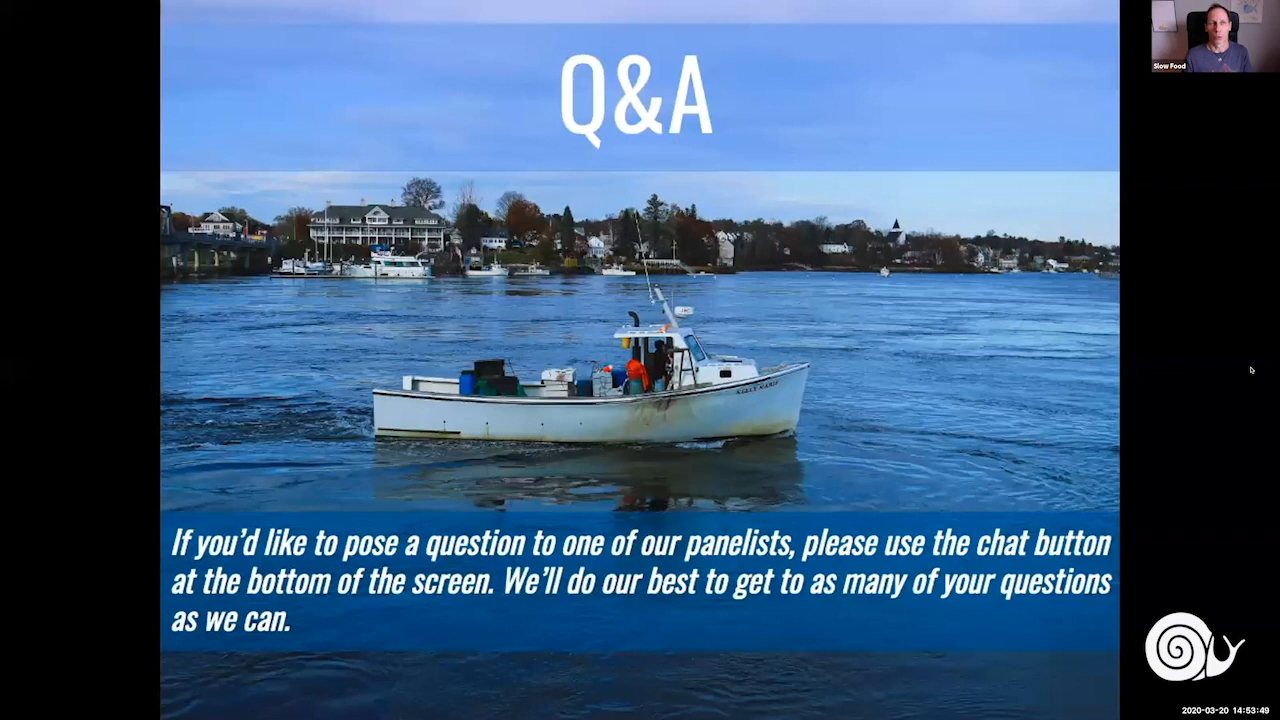 Q&A
Slow Food
KELLY MARIE
If you'd like to pose a question to one of our panelists, please use the chat button
at the bottom of the screen. We'll do our best to get to as many of your questions
as we can.
2020-03-20 14:53:49